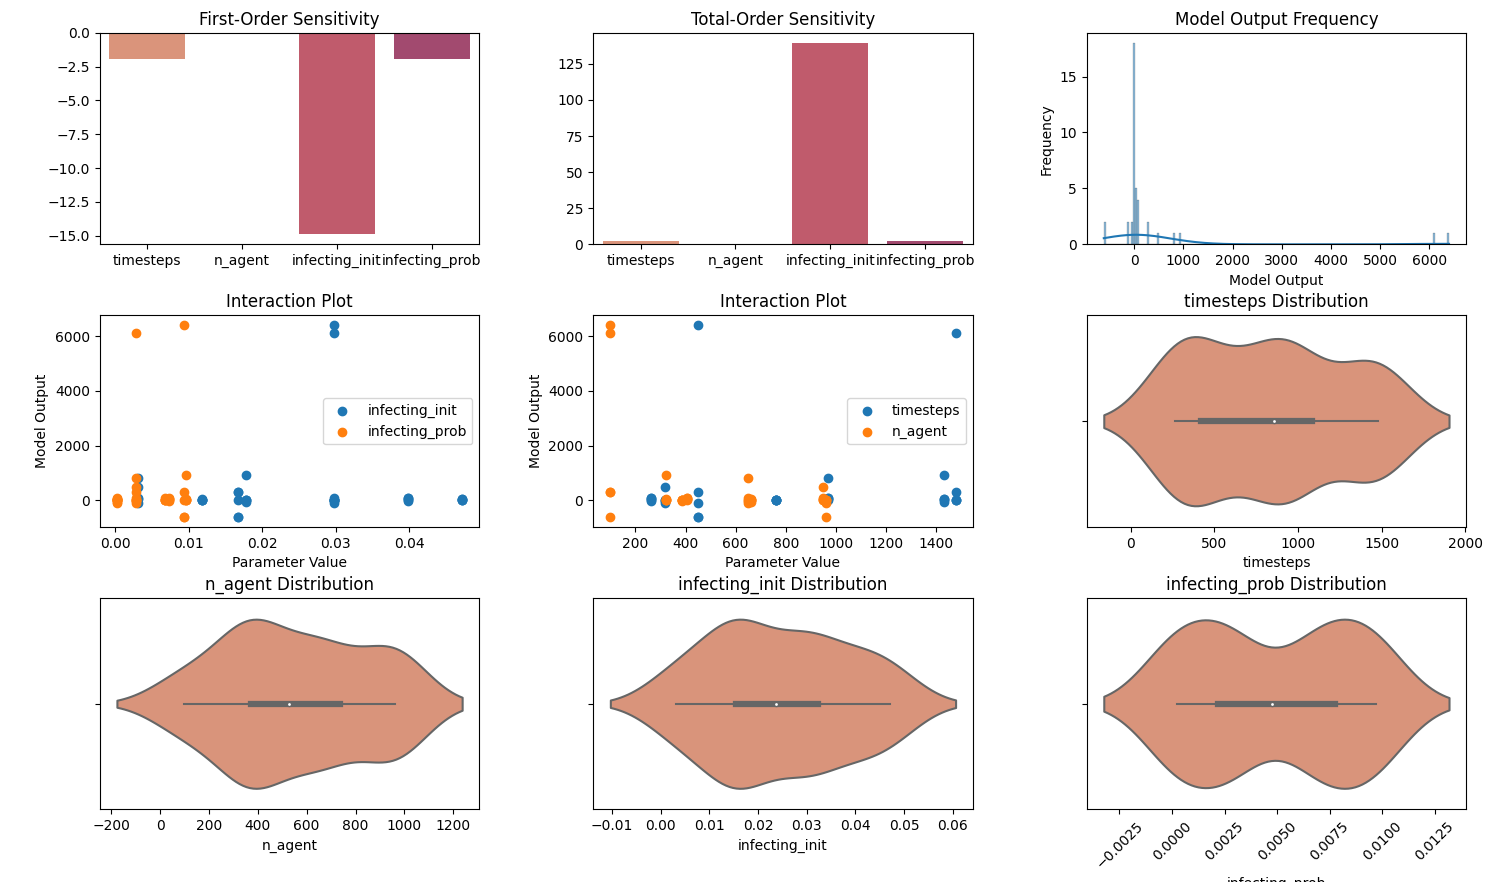 First-Order Sensitivity
0.0
−2.5
−5.0
−7.5
−10.0
−12.5
−15.0
timesteps n_agent infecting_init infecting_prob
Total-Order Sensitivity
125
100
75
50
25
0
timesteps n_agent infecting_init infecting_prob
Model Output Frequency
Frequency
15
10
5
0
0 1000 2000 3000 4000 5000 6000
Model Output
Interaction Plot
Model Output
6000
4000
2000
0
infecting_init
infecting_prob
0.00 0.01 0.02 0.03 0.04
Parameter Value
Interaction Plot
Model Output
6000
4000
2000
0
timesteps
n_agent
200 400 600 800 1000 1200 1400
Parameter Value
timesteps Distribution
0 500 1000 1500 2000
timesteps
n_agent Distribution
−200 0 200 400 600 800 1000 1200
n_agent
infecting_init Distribution
−0.01 0.00 0.01 0.02 0.03 0.04 0.05 0.06
infecting_init
infecting_prob Distribution
−0.0025 0.0000 0.0025 0.0050 0.0075 0.0100 0.0125
infecting_prob